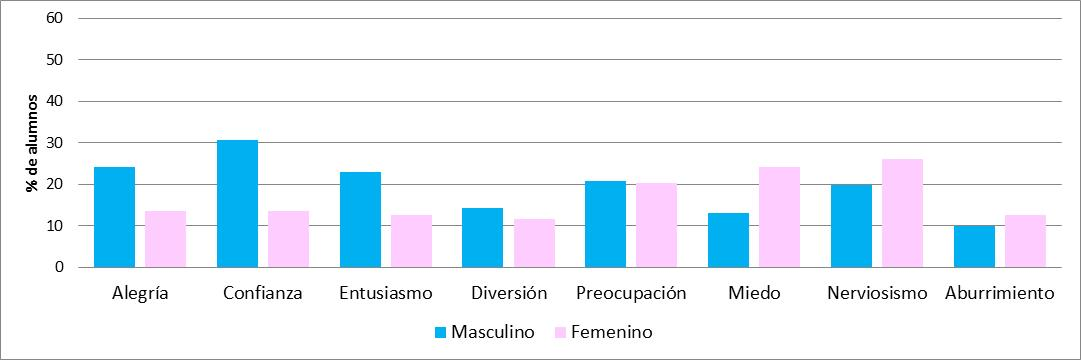 60
50
40
30
20
10
0
% de alumnos
Alegría Confianza Entusiasmo Diversión Preocupación Miedo Nerviosismo Aburrimiento
Masculino Femenino